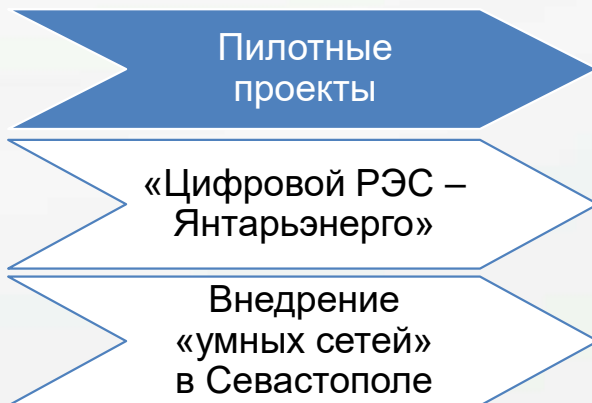 Пилотные
проекты
«Цифровой РЭС –
Янтарьэнерго»
Внедрение
«умных сетей»
в Севастополе